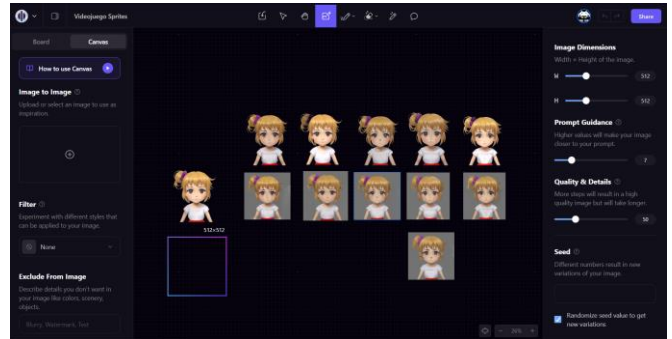 Videojuego Sprites
Share
Board
Canvas
How to use Canvas
Image to Image
Upload or select an image to use as
inspiration.
Filter
Experiment with different styles that
can be applied to your image.
None
Exclude From Image
Describe details you don't want in
your image like colors, scenery,
objects.
Blurry, Watermark, Text
512×512
26%
Image Dimensions
Width × Height of the image.
W
512
H
512
Prompt Guidance
Higher values will make your image
closer to your prompt.
7
Quality & Details
More steps will result in a high
quality image but will take longer.
50
Seed
Different numbers result in new
variations of your image.
Randomize seed value to get
new variations